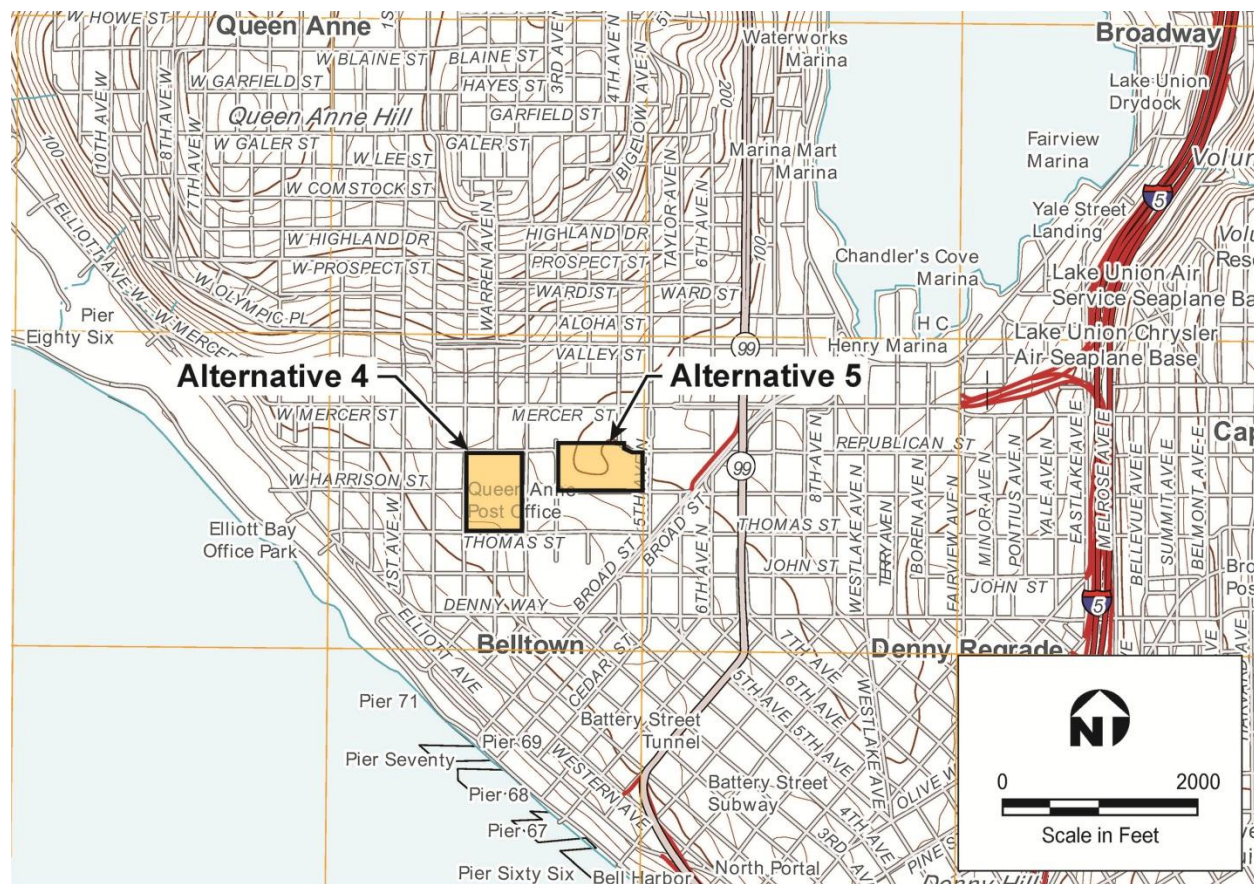 W HOWE ST
Queen Anne
3RD AVE N
4TH AVE N
Waterworks
Marina
Broadway
W BLAINE ST
BLAINE ST
W GARFIELD ST
HAYES ST
10TH AVE W
8TH AVE W
7TH AVE W
Queen Anne Hill
GARFIELD ST
BIGELOW AVE N
200
Lake Union
Drydock
100
W GALER ST
GALER ST
W LEE ST
W COMSTOCK ST
Marina Mart
Marina
Fairview
Marina
5
ELLIOTT AVE W
WARREN AVE N
TAYLOR AVE N
6TH AVE N
Yale Street
Landing
W HIGHLAND DR
HIGHLAND DR
W PROSPECT ST
PROSPECT ST
100
Chandler's Cove
Marina
W OLYMPIC PL
WARD ST
WARD ST
Lake Union Air
Service Seaplane Ba
Pier
Eighty Six
W MERCER
ALOHA ST
H C
VALLEY ST
99
Henry Marina
Lake Union Chrysler
Air Seaplane Base
Alternative 4
Alternative 5
W MERCER ST
MERCER ST
REPUBLICAN ST
Cap
W HARRISON ST
Queen Anne
Post Office
5TH AVE N
99
8TH AVE N
Elliott Bay
Office Park
1ST AVE W
THOMAS ST
BROAD ST
BROAD ST
6TH AVE N
THOMAS ST
JOHN ST
WESTLAKE AVE N
TERRY AVE N
BOREN AVE N
FAIRVIEW AVE N
MINOR AVE N
PONTIUS AVE N
YALE AVE N
EASTLAKE AVE E
MELROSE AVE E
BELLEVUE AVE E
SUMMIT AVE E
BELMONT AVE E
JOHN ST
5
DENNY WAY
ELLIOTT AVE
Belltown
CEDAR ST
Denny Regrade
7TH AVE
6TH AVE
5TH AVE
5TH AVE
4TH AVE
3RD AVE
WESTLAKE AVE
OLIVE W
PINE S
Pier 71
Battery Street
Tunnel
Pier 69
Pier Seventy
WESTERN AVE
Battery Street
Subway
Pier 68
Pier 67
Pier Sixty Six
Bell Harbor
North Portal
Denny Hill
N
0
2000
Scale in Feet